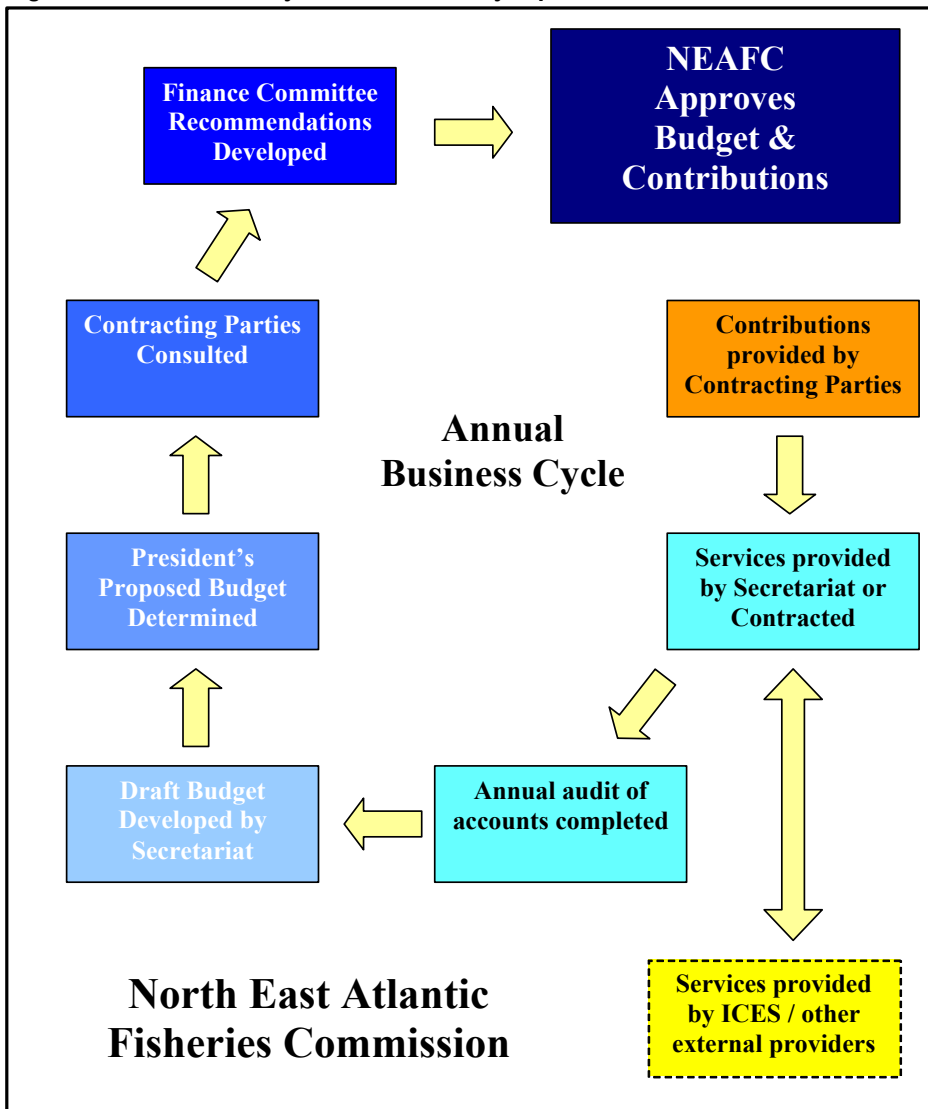 Finance Committee
Recommendations
Developed
NEAFC
Approves
Budget &
Contributions
Contracting Parties
Consulted
Contributions
provided by
Contracting Parties
Annual
Business Cycle
President's
Proposed Budget
Determined
Services provided
by Secretariat or
Contracted
Draft Budget
Developed by
Secretariat
Annual audit of
accounts completed
North East Atlantic
Fisheries Commission
Services provided
by ICES / other
external providers